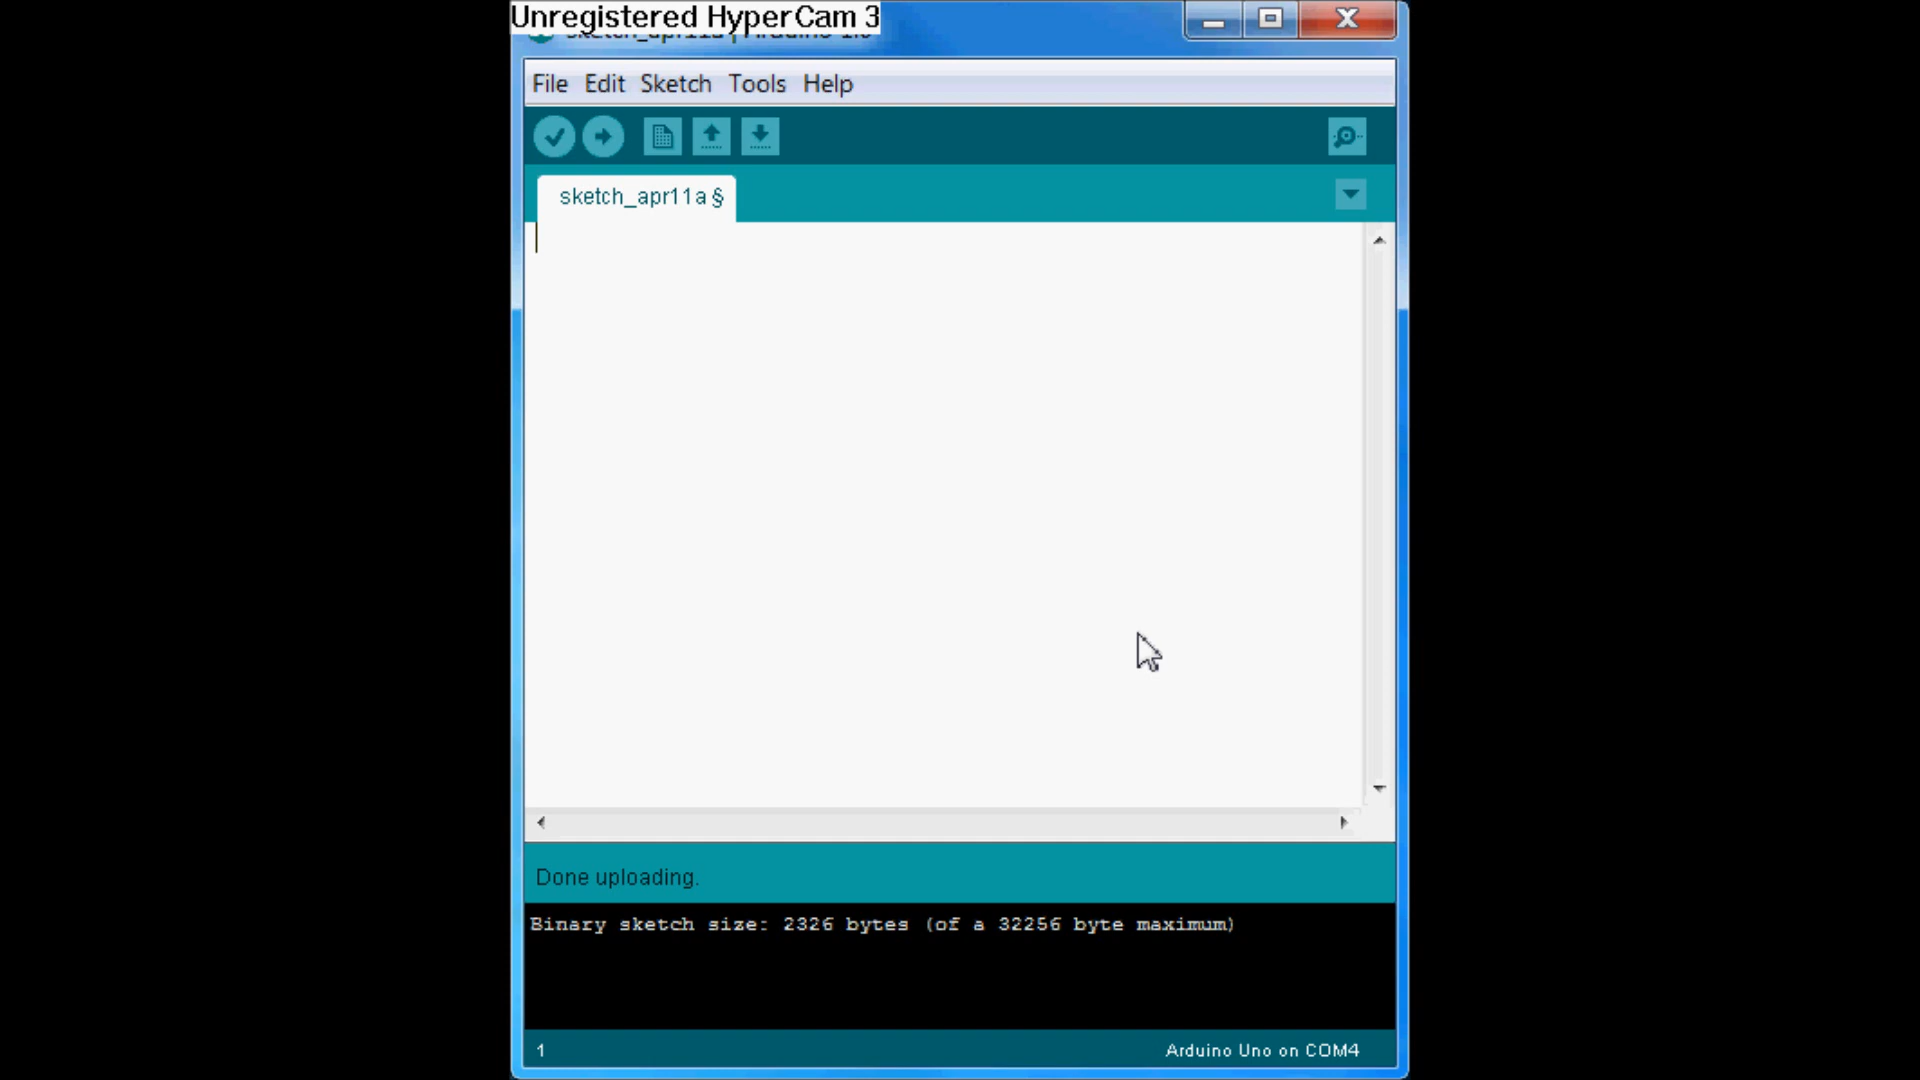 Unregistered HyperCam 3
File Edit Sketch Tools Help
sketch_apr11a §
Done uploading.
Binary sketch size: 2326 bytes (of a 32256 byte maximum)
1
Arduino Uno on COM4